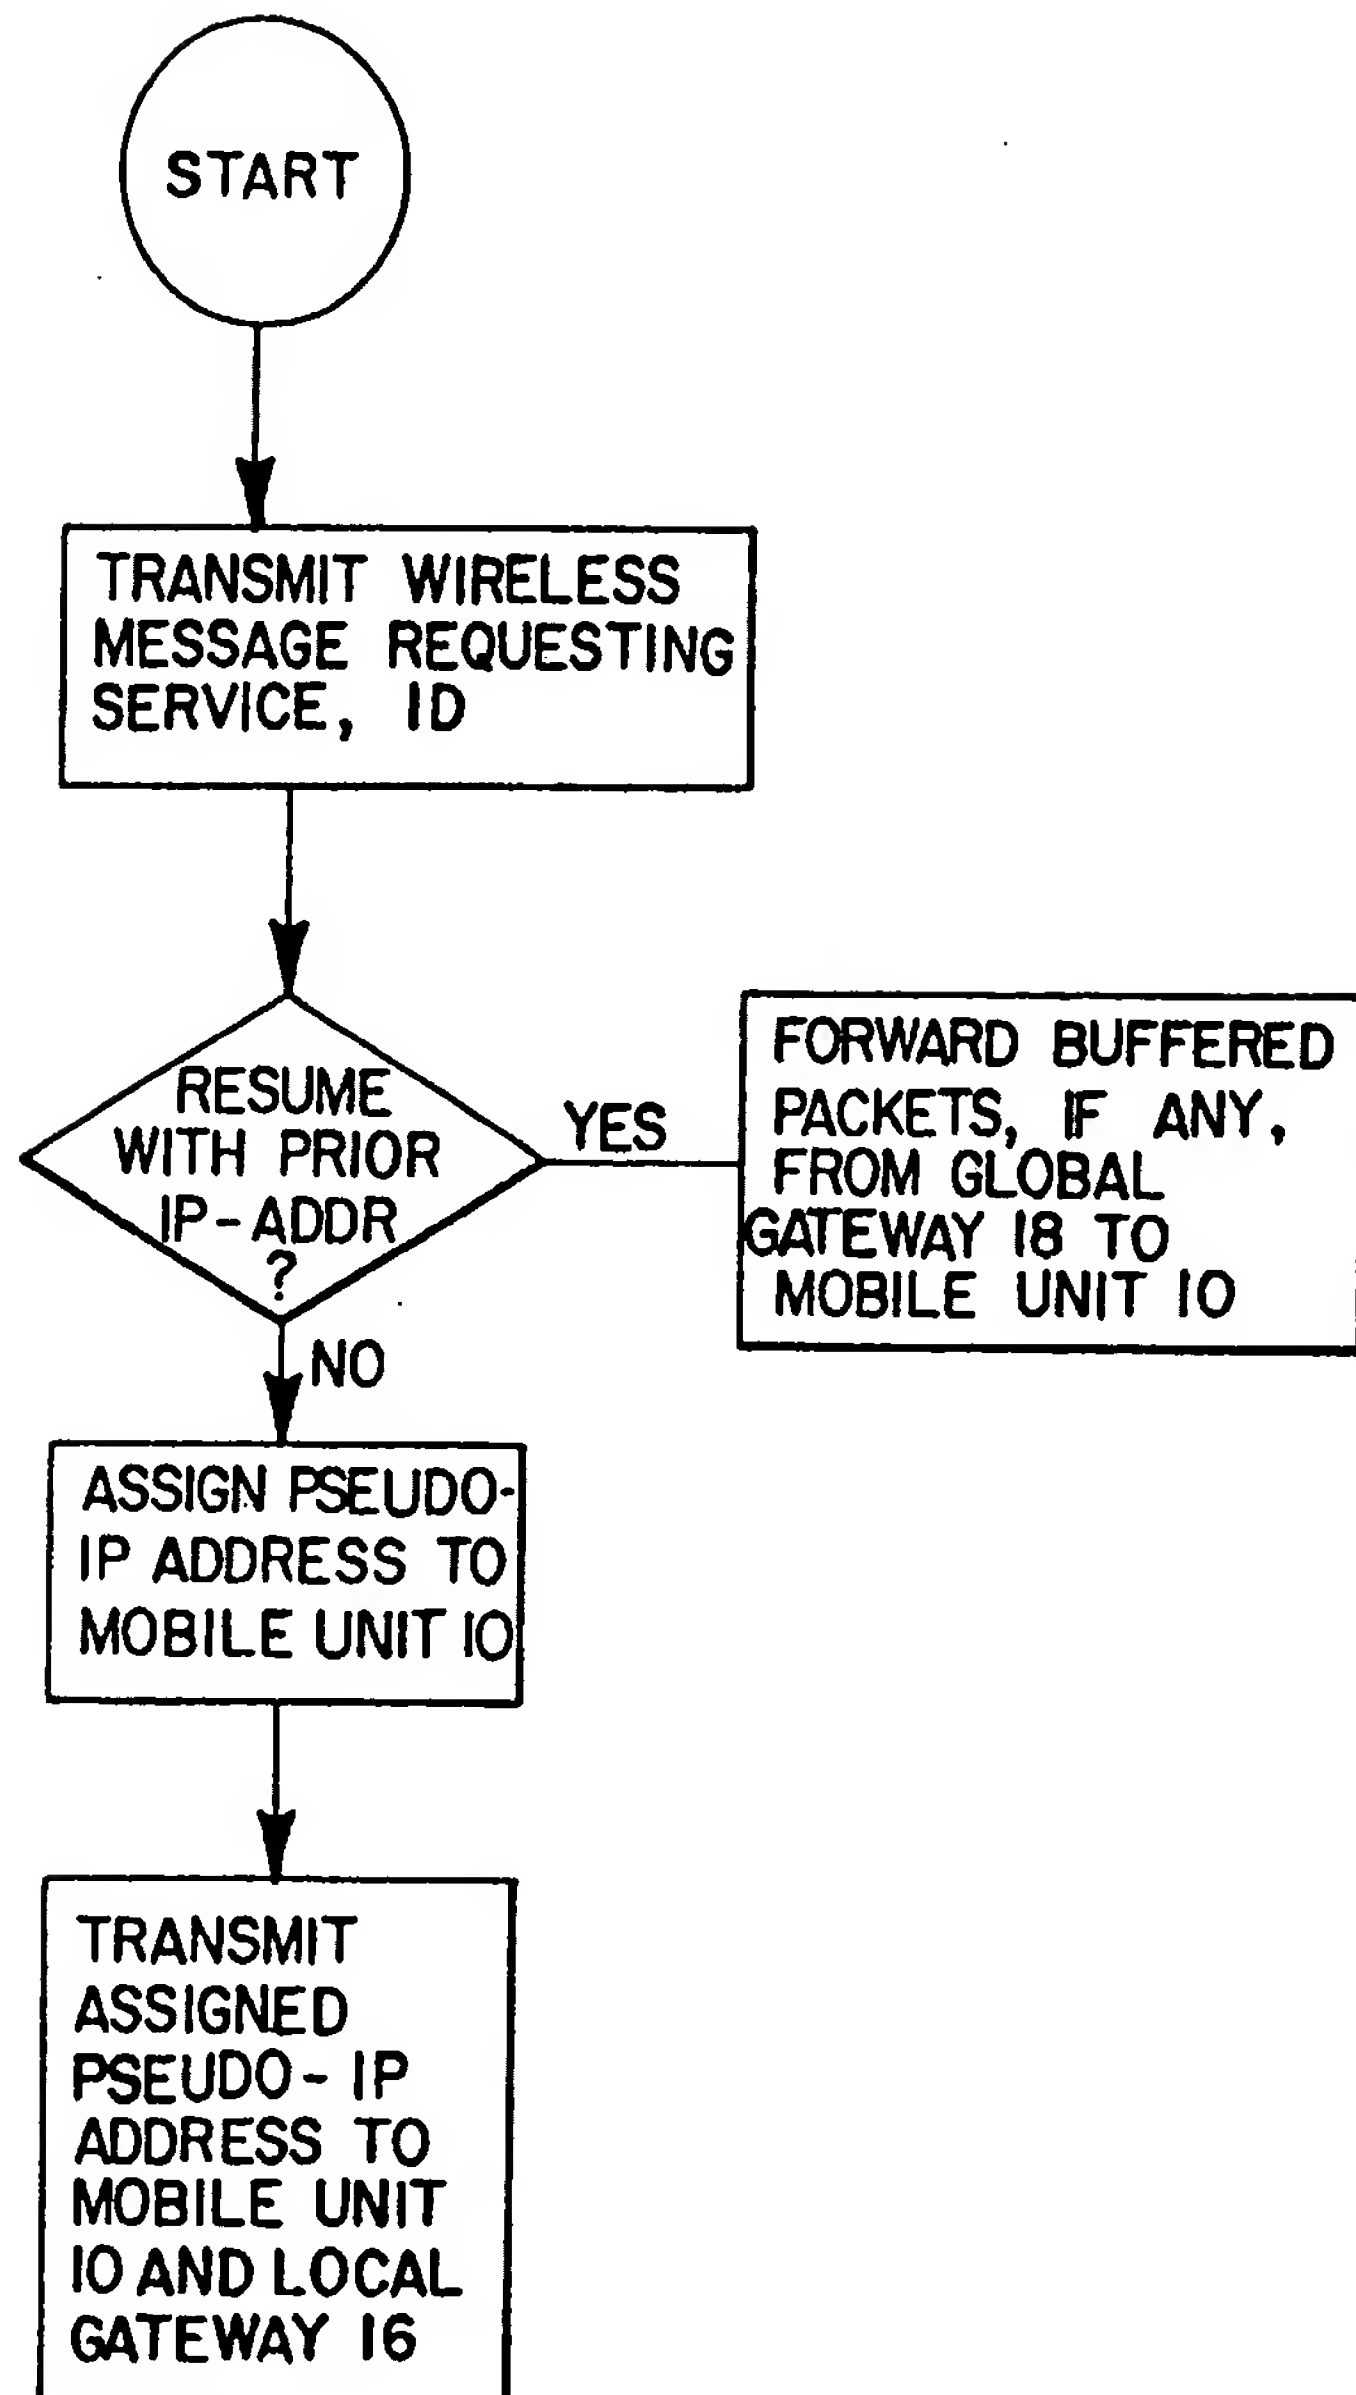 START
TRANSMIT WIRELESS
MESSAGE REQUESTING
SERVICE, ID
RESUME
WITH PRIOR
IP-ADDR
?
YES
FORWARD BUFFERED
PACKETS, IF ANY,
FROM GLOBAL
GATEWAY 18 TO
MOBILE UNIT 10
NO
ASSIGN PSEUDO-
IP ADDRESS TO
MOBILE UNIT 10
TRANSMIT
ASSIGNED
PSEUDO-IP
ADDRESS TO
MOBILE UNIT
10 AND LOCAL
GATEWAY 16